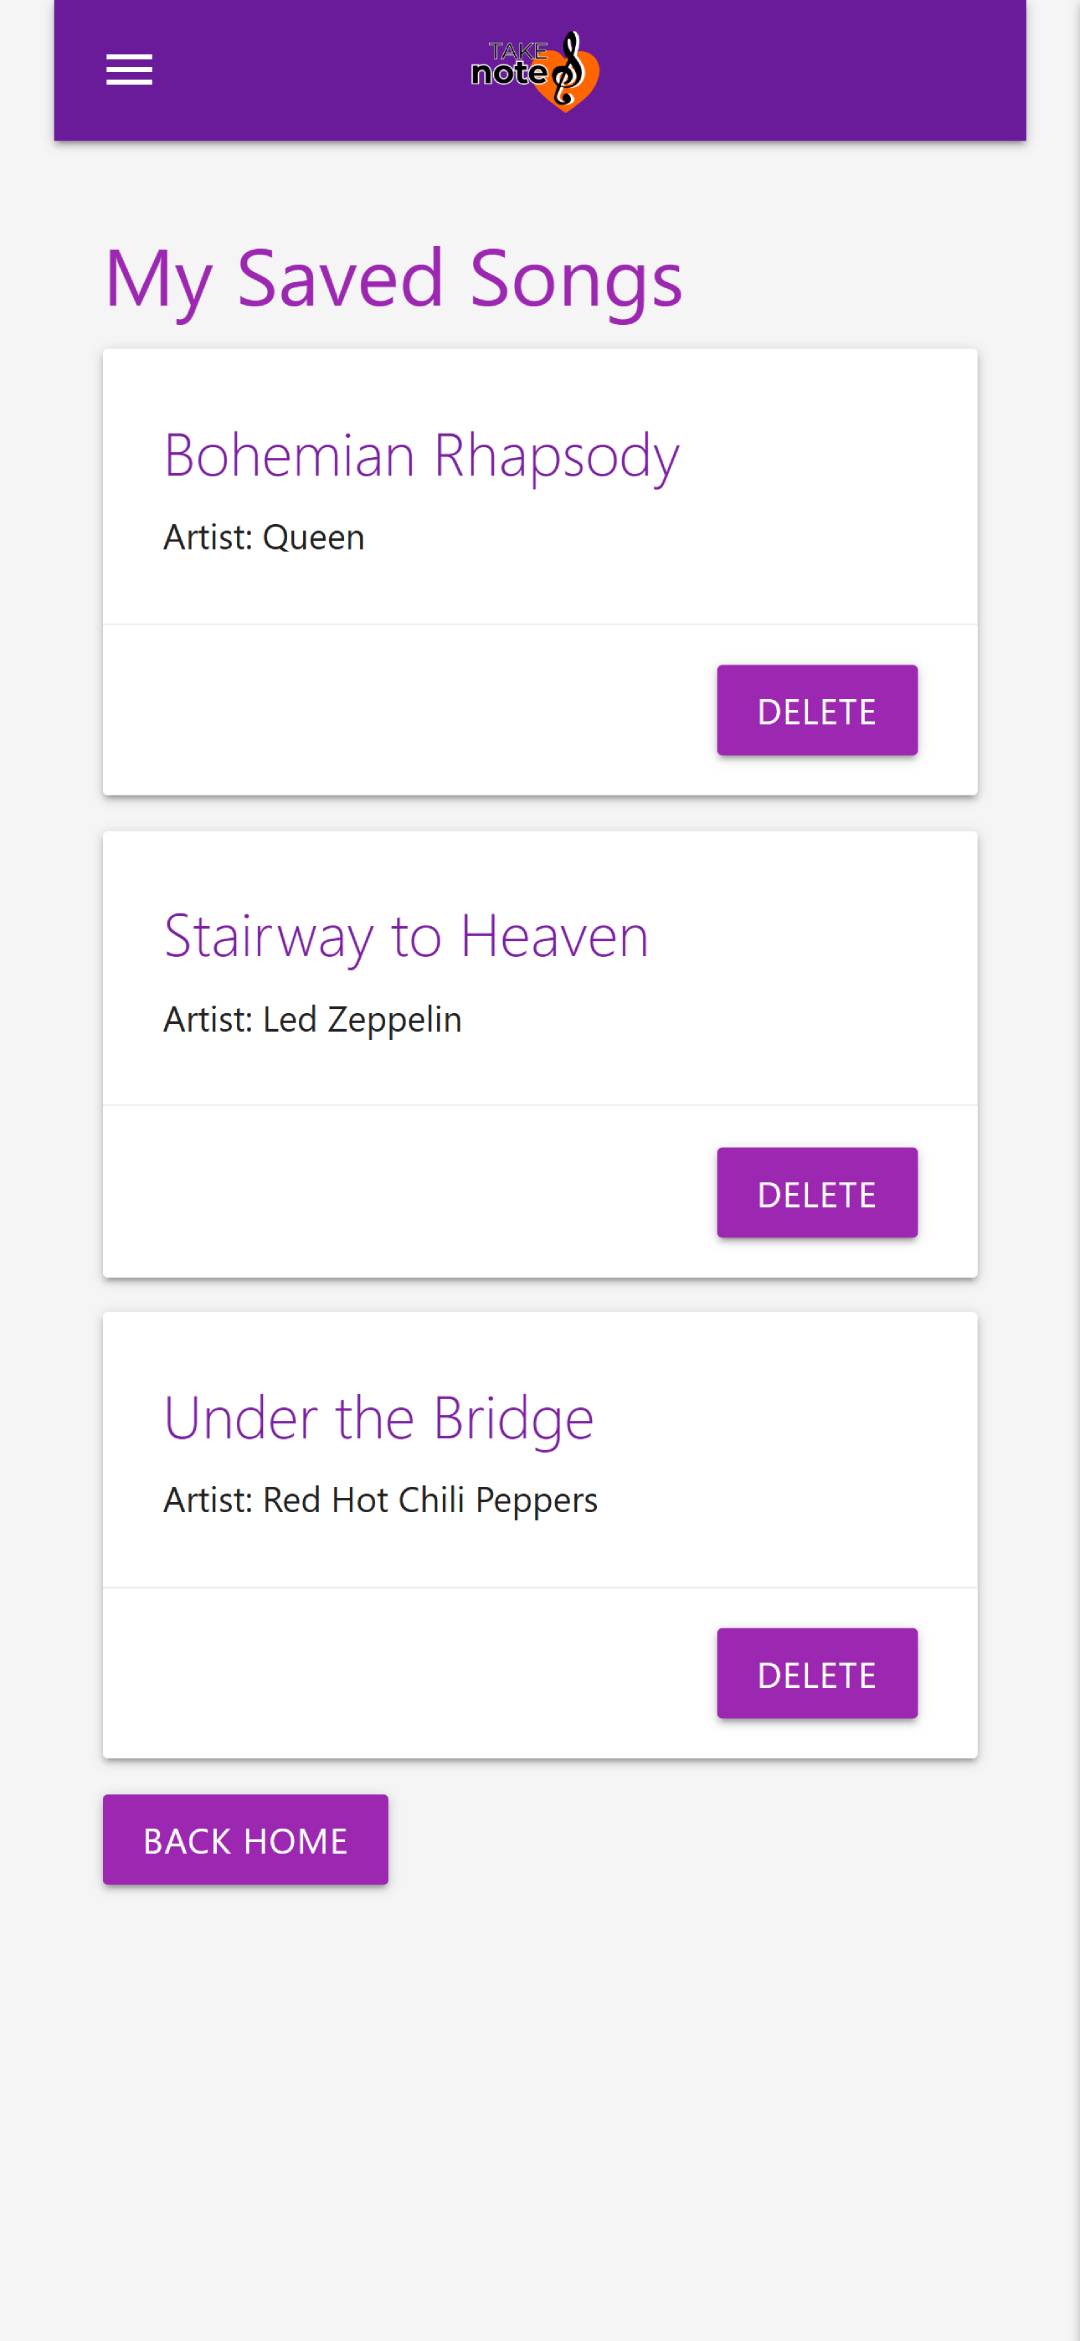 TAKE
note
My Saved Songs
Bohemian Rhapsody
Artist: Queen
DELETE
Stairway to Heaven
Artist: Led Zeppelin
DELETE
Under the Bridge
Artist: Red Hot Chili Peppers
DELETE
BACK HOME